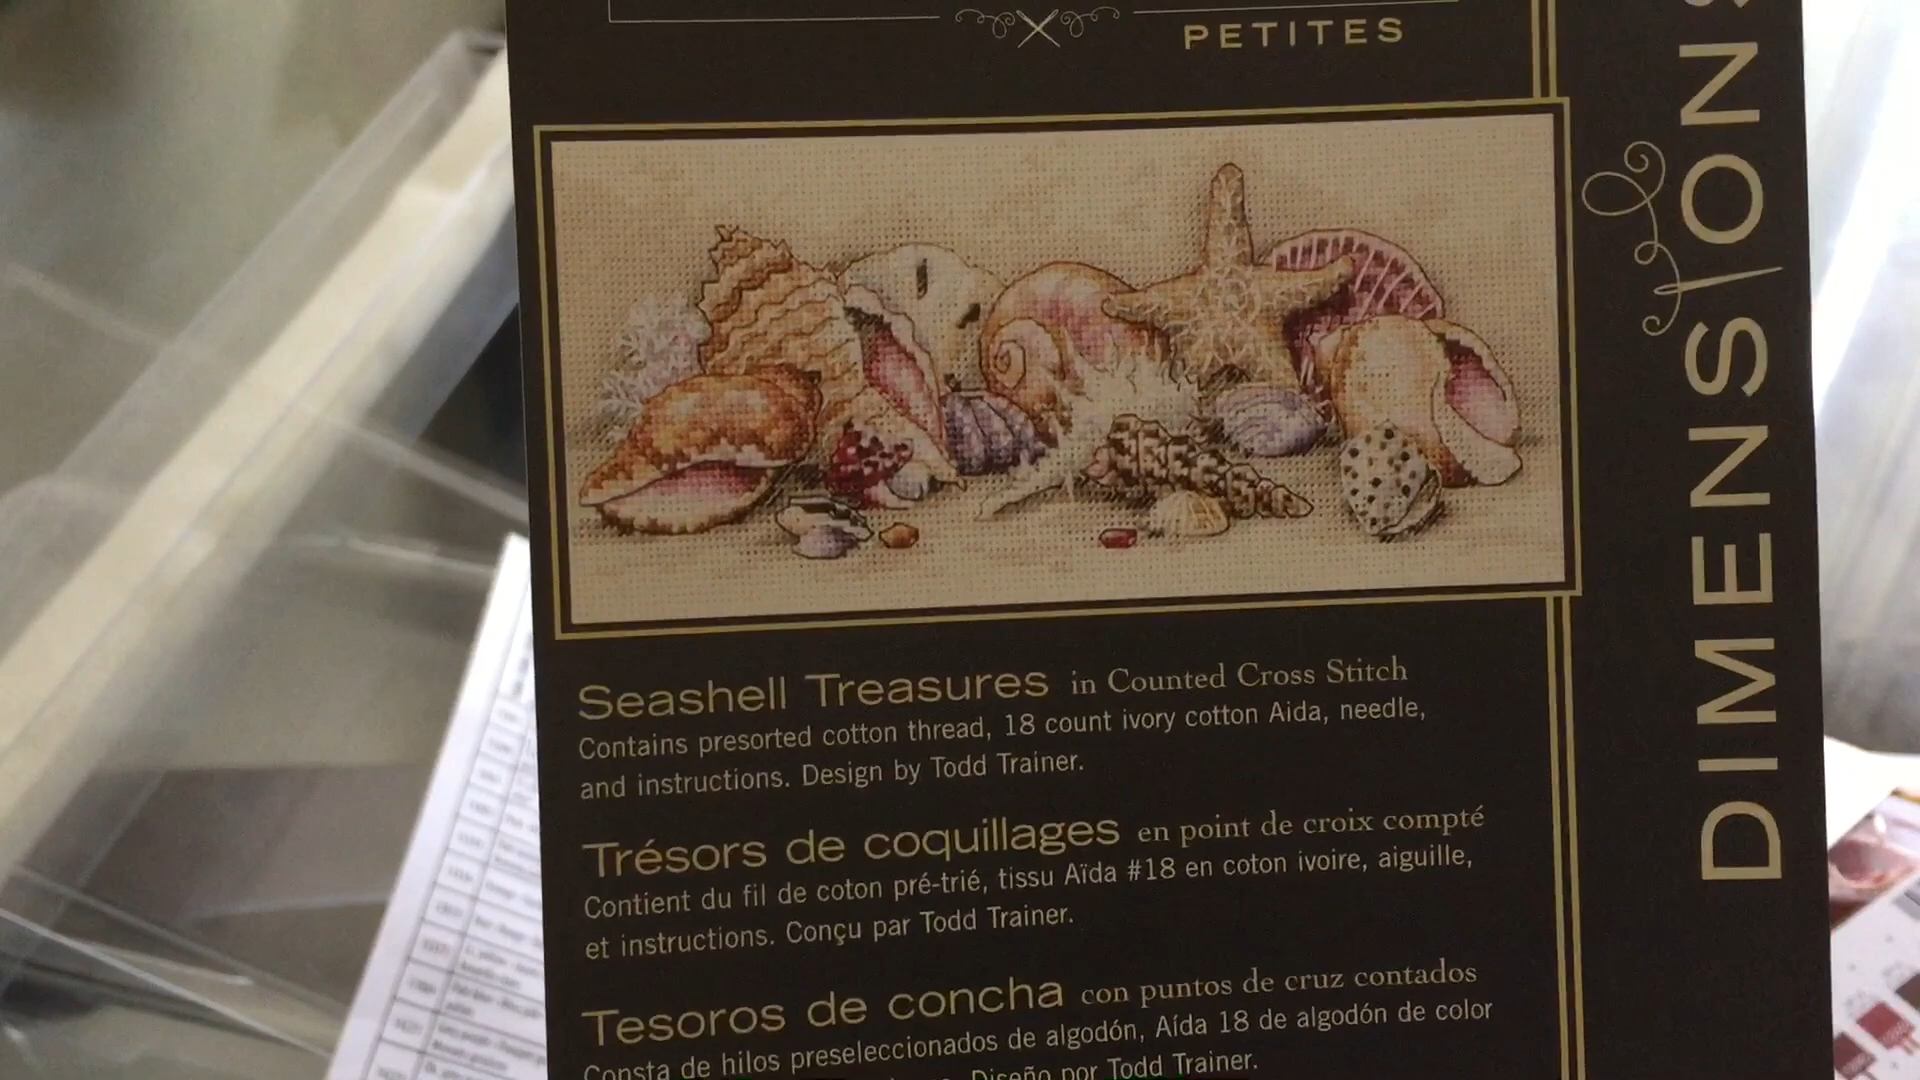 PETITES
DIMENSIONS
Seashell Treasures in Counted Cross Stitch
Contains presorted cotton thread, 18 count ivory cotton Aida, needle,
and instructions. Design by Todd Trainer.
Trésors de coquillages en point de croix compté
Contient du fil de coton pré-trié, tissu Aïda #18 en coton ivoire, aiguille,
et instructions. Conçu par Todd Trainer.
Tesoros de concha con puntos de cruz contados
Consta de hilos preseleccionados de algodón, Aída 18 de algodón de color
Diseño por Todd Trainer.